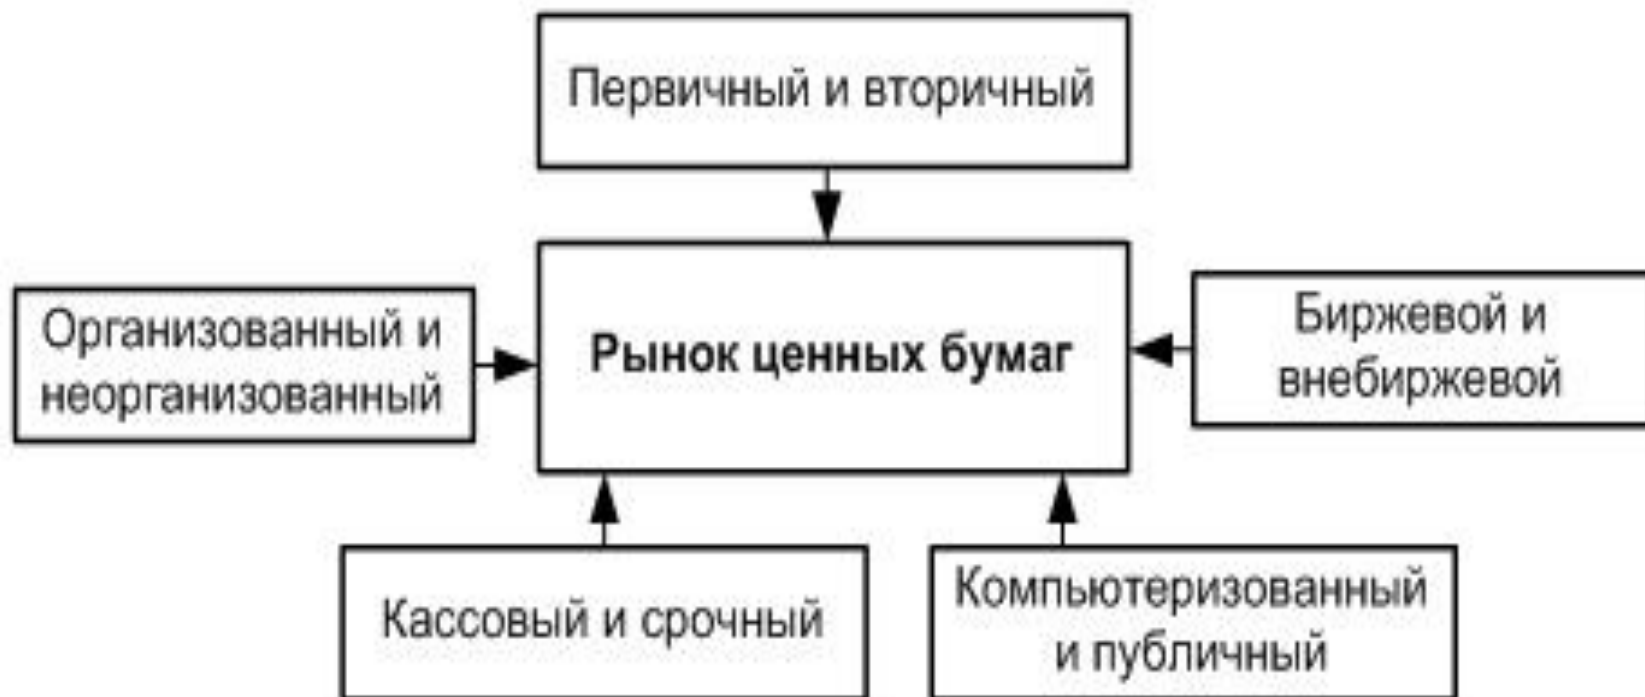 Первичный и вторичный
Организованный и
неорганизованный
Рынок ценных бумаг
Биржевой и
внебиржевой
Кассовый и срочный
Компьютеризованный
и публичный